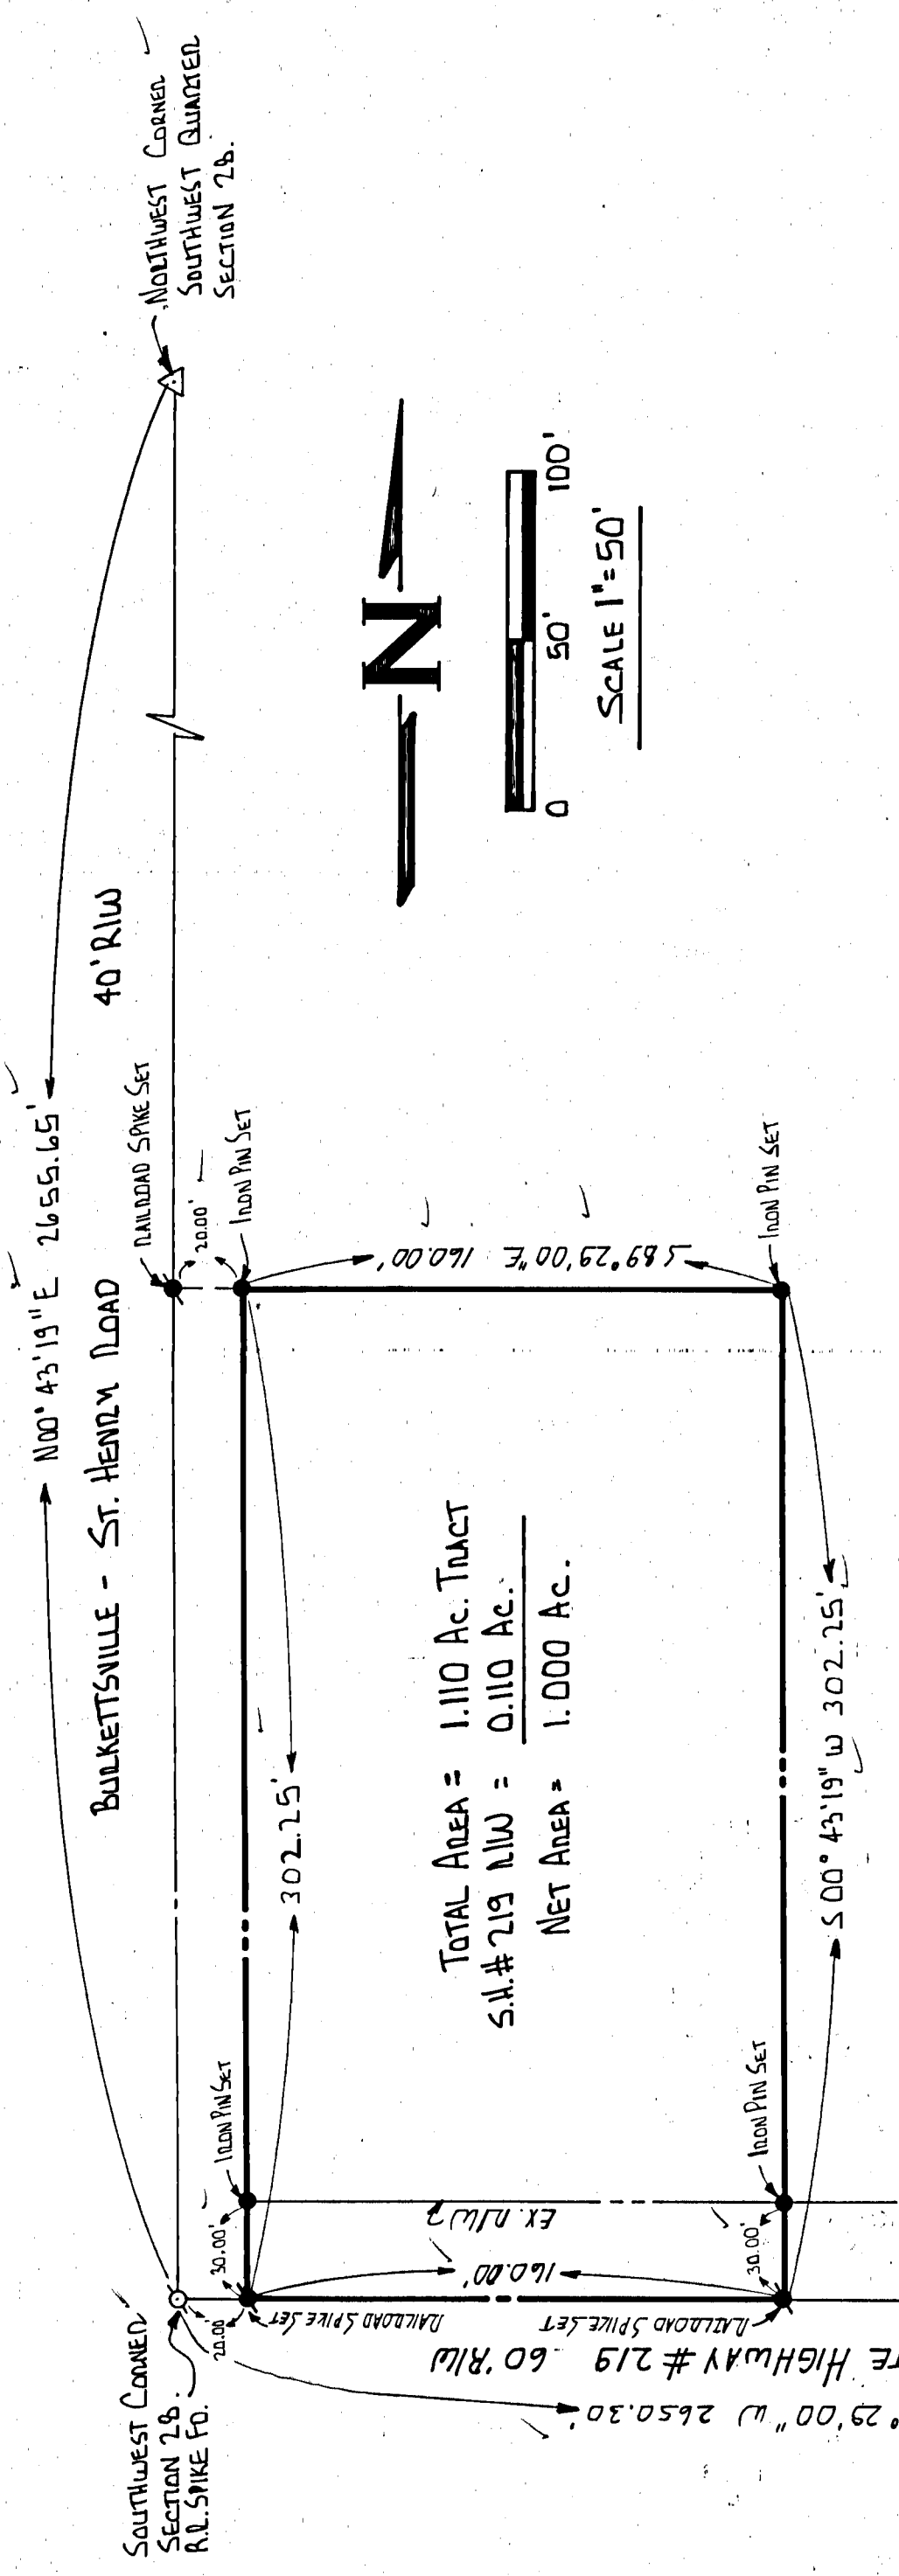 NORTHWEST CORNER
SOUTHWEST QUARTER
SECTION 28.
N00°43'19"E 2655.65'
BURKETTSVILLE - ST. HENRY ROAD 40' R/W
RAILROAD SPIKE SET
20.00'
IRON PIN SET
N
0 50' 100'
SCALE 1"=50'
S89°29'00"E 160.00'
IRON PIN SET
302.25'
TOTAL AREA = 1.110 AC. TRACT
S.H.#219 R/W = 0.110 AC.
NET AREA = 1.000 AC.
S00°43'19"W 302.25'
IRON PIN SET
30.00'
EX. R/W
IRON PIN SET
30.00'
160.00'
SOUTHWEST CORNER
SECTION 28.
R.R. SPIKE FD.
20.00'
RAILROAD SPIKE SET
RAILROAD SPIKE SET
TE HIGHWAY #219 60' R/W
°29'00"W 2650.30'